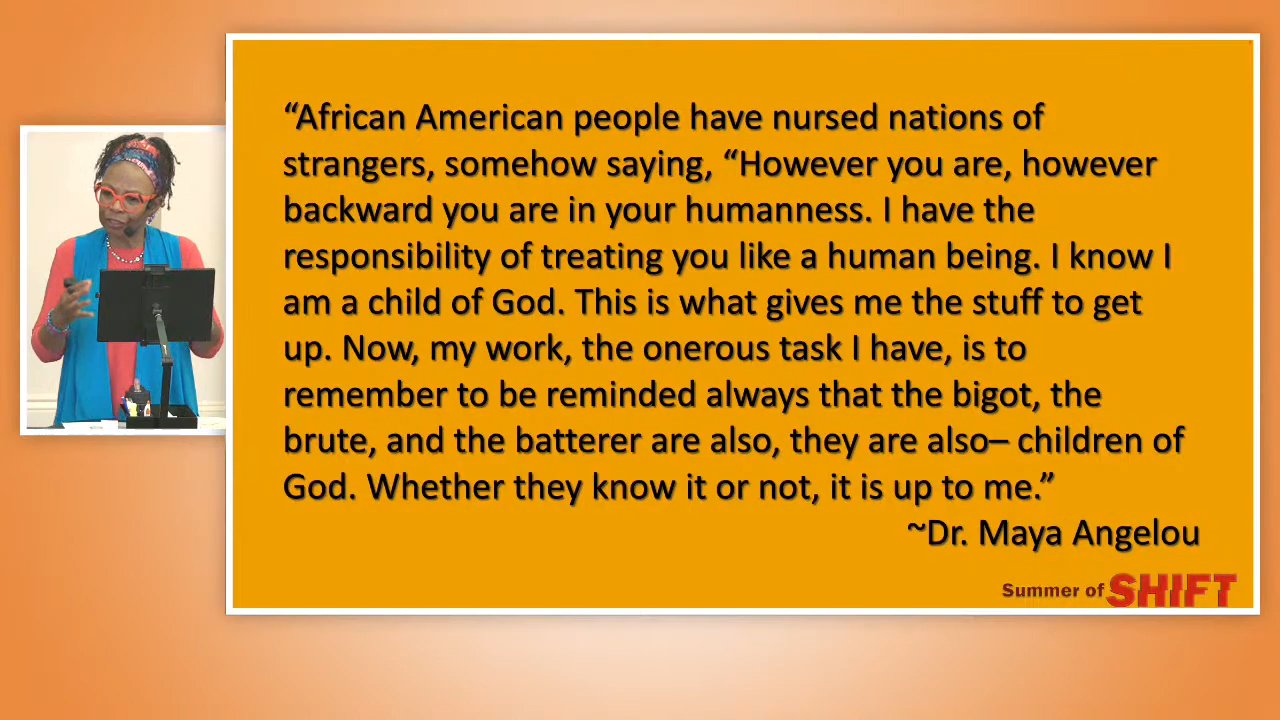 “African American people have nursed nations of
strangers, somehow saying, “However you are, however
backward you are in your humanness. I have the
responsibility of treating you like a human being. I know I
am a child of God. This is what gives me the stuff to get
up. Now, my work, the onerous task I have, is to
remember to be reminded always that the bigot, the
brute, and the batterer are also, they are also– children of
God. Whether they know it or not, it is up to me.”
~Dr. Maya Angelou
Summer of SHIFT